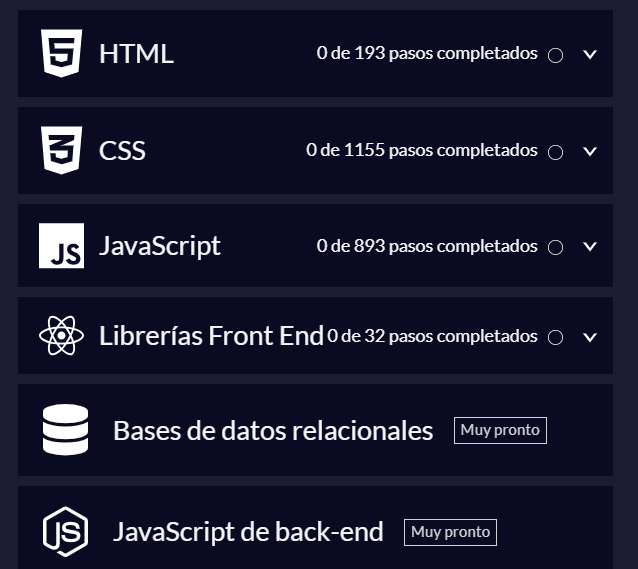 HTML 0 de 193 pasos completados
CSS 0 de 1155 pasos completados
JS JavaScript 0 de 893 pasos completados
Librerías Front End 0 de 32 pasos completados
Bases de datos relacionales Muy pronto
JS JavaScript de back-end Muy pronto